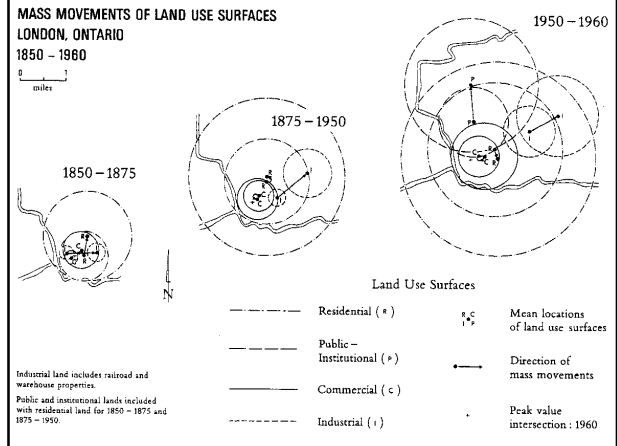 MASS MOVEMENTS OF LAND USE SURFACES
LONDON, ONTARIO
1850 – 1960
0 1
miles
1950 – 1960
1875 – 1950
1850 – 1875
P
P
I
I
C
R
C
R
I
R
R
C
C
I
R
C
R
N
Land Use Surfaces
Residential ( R )
Public –
Institutional ( P )
Commercial ( C )
Industrial ( I )
R C
I P
Mean locations
of land use surfaces
Direction of
mass movements
Peak value
intersection : 1960
Industrial land includes railroad and
warehouse properties.
Public and institutional lands included
with residential land for 1850 – 1875 and
1875 – 1950.